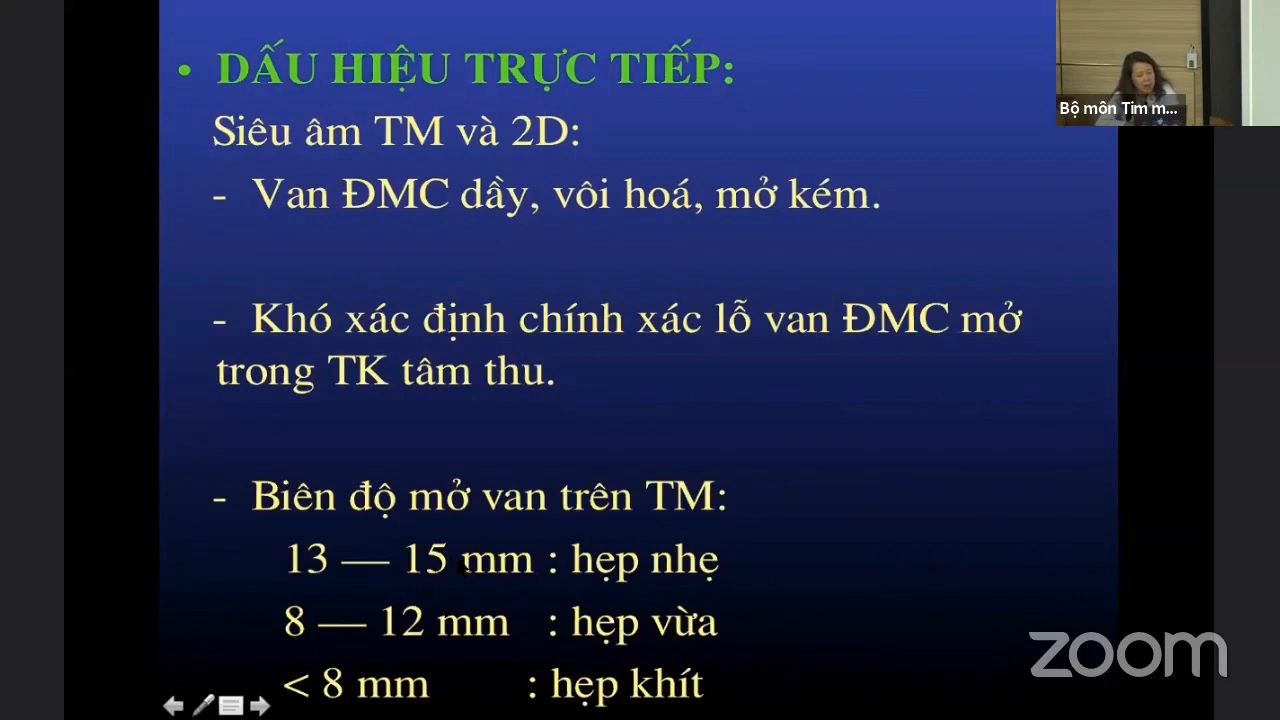 • DẤU HIỆU TRỰC TIẾP:
Siêu âm TM và 2D:
- Van ĐMC dầy, vôi hoá, mở kém.
- Khó xác định chính xác lỗ van ĐMC mở
trong TK tâm thu.
- Biên độ mở van trên TM:
13 — 15 mm : hẹp nhẹ
8 — 12 mm : hẹp vừa
< 8 mm : hẹp khít
Bộ môn Tim m...
zoom